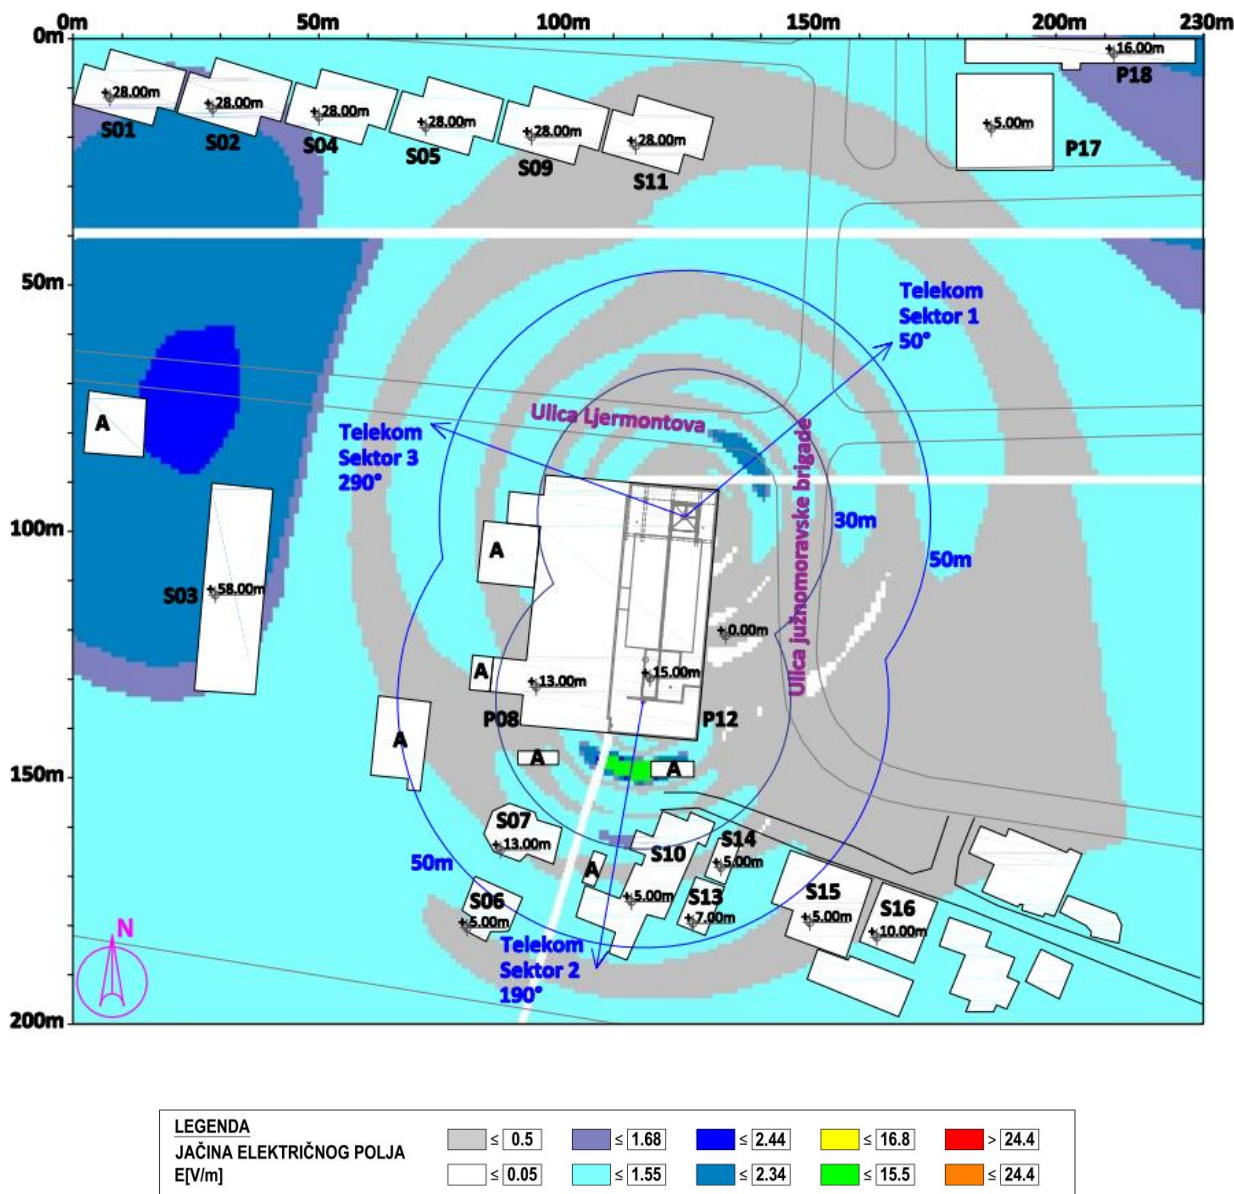 0m 50m 100m 150m 200m 230m
0m
+28.00m
S01
+28.00m
S02
+28.00m
S04
+28.00m
S05
+28.00m
S09
+28.00m
S11
+16.00m
P18
+5.00m
P17
50m
Telekom
Sektor 1
50°
Ulica Ljermontova
Telekom
Sektor 3
290°
A
Ulica južnomoravske brigade
100m
30m
50m
A
S03
+58.00m
+0.00m
A
+13.00m
+15.00m
P08
P12
A
A
A
150m
S07
+13.00m
50m
S10
+5.00m
S14
+5.00m
A
S06
+5.00m
S13
+7.00m
S15
+5.00m
S16
+10.00m
Telekom
Sektor 2
190°
N
200m
LEGENDA
JAČINA ELEKTRIČNOG POLJA
E[V/m]
≤ 0.5 ≤ 1.68 ≤ 2.44 ≤ 16.8 > 24.4
≤ 0.05 ≤ 1.55 ≤ 2.34 ≤ 15.5 ≤ 24.4